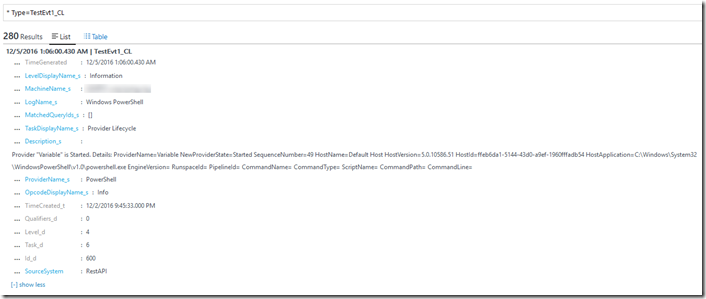 * Type=TestEvt1_CL
280 Results List Table
12/5/2016 1:06:00.430 AM | TestEvt1_CL
... TimeGenerated : 12/5/2016 1:06:00.430 AM
... LevelDisplayName_s : Information
... MachineName_s :
... LogName_s : Windows PowerShell
... MatchedQueryIds_s : []
... TaskDisplayName_s : Provider Lifecycle
... Description_s :
Provider "Variable" is Started. Details: ProviderName=Variable NewProviderState=Started SequenceNumber=49 HostName=Default Host HostVersion=5.0.10586.51 HostId=ffeb6da1-5144-43d0-a9ef-1960fffadb54 HostApplication=C:\Windows\System32
\WindowsPowerShell\v1.0\powershell.exe EngineVersion= RunspaceId= PipelineId= CommandName= CommandType= ScriptName= CommandPath= CommandLine=
... ProviderName_s : PowerShell
... OpcodeDisplayName_s : Info
... TimeCreated_t : 12/2/2016 9:45:33.000 PM
... Qualifiers_d : 0
... Level_d : 4
... Task_d : 6
... Id_d : 600
... SourceSystem : RestAPI
[-] show less